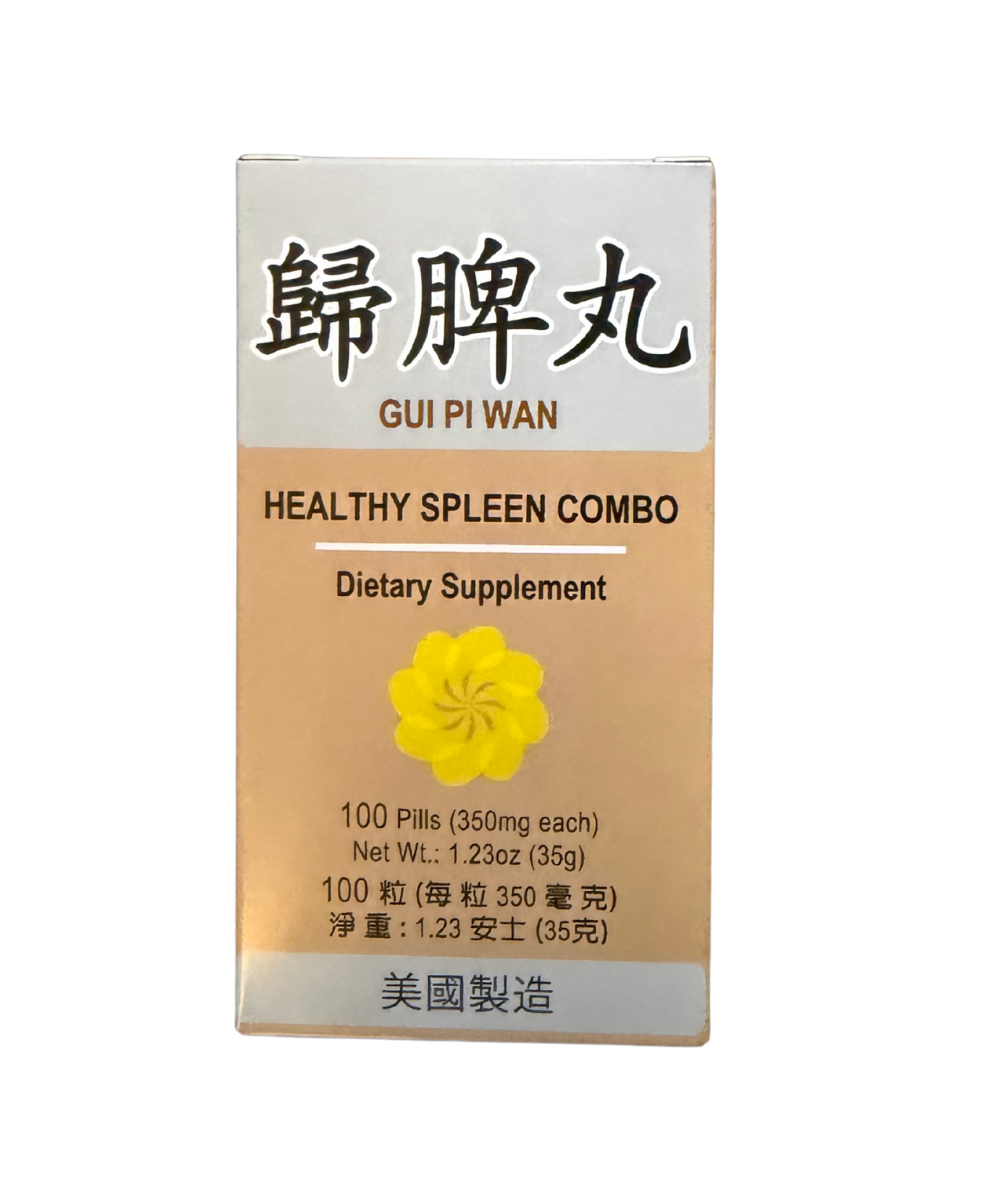 歸脾丸
GUI PI WAN
HEALTHY SPLEEN COMBO
Dietary Supplement
100 Pills (350mg each)
Net Wt.: 1.23oz (35g)
100 粒 (每 粒 350 毫 克)
淨 重 : 1.23 安士 (35克)
美國製造